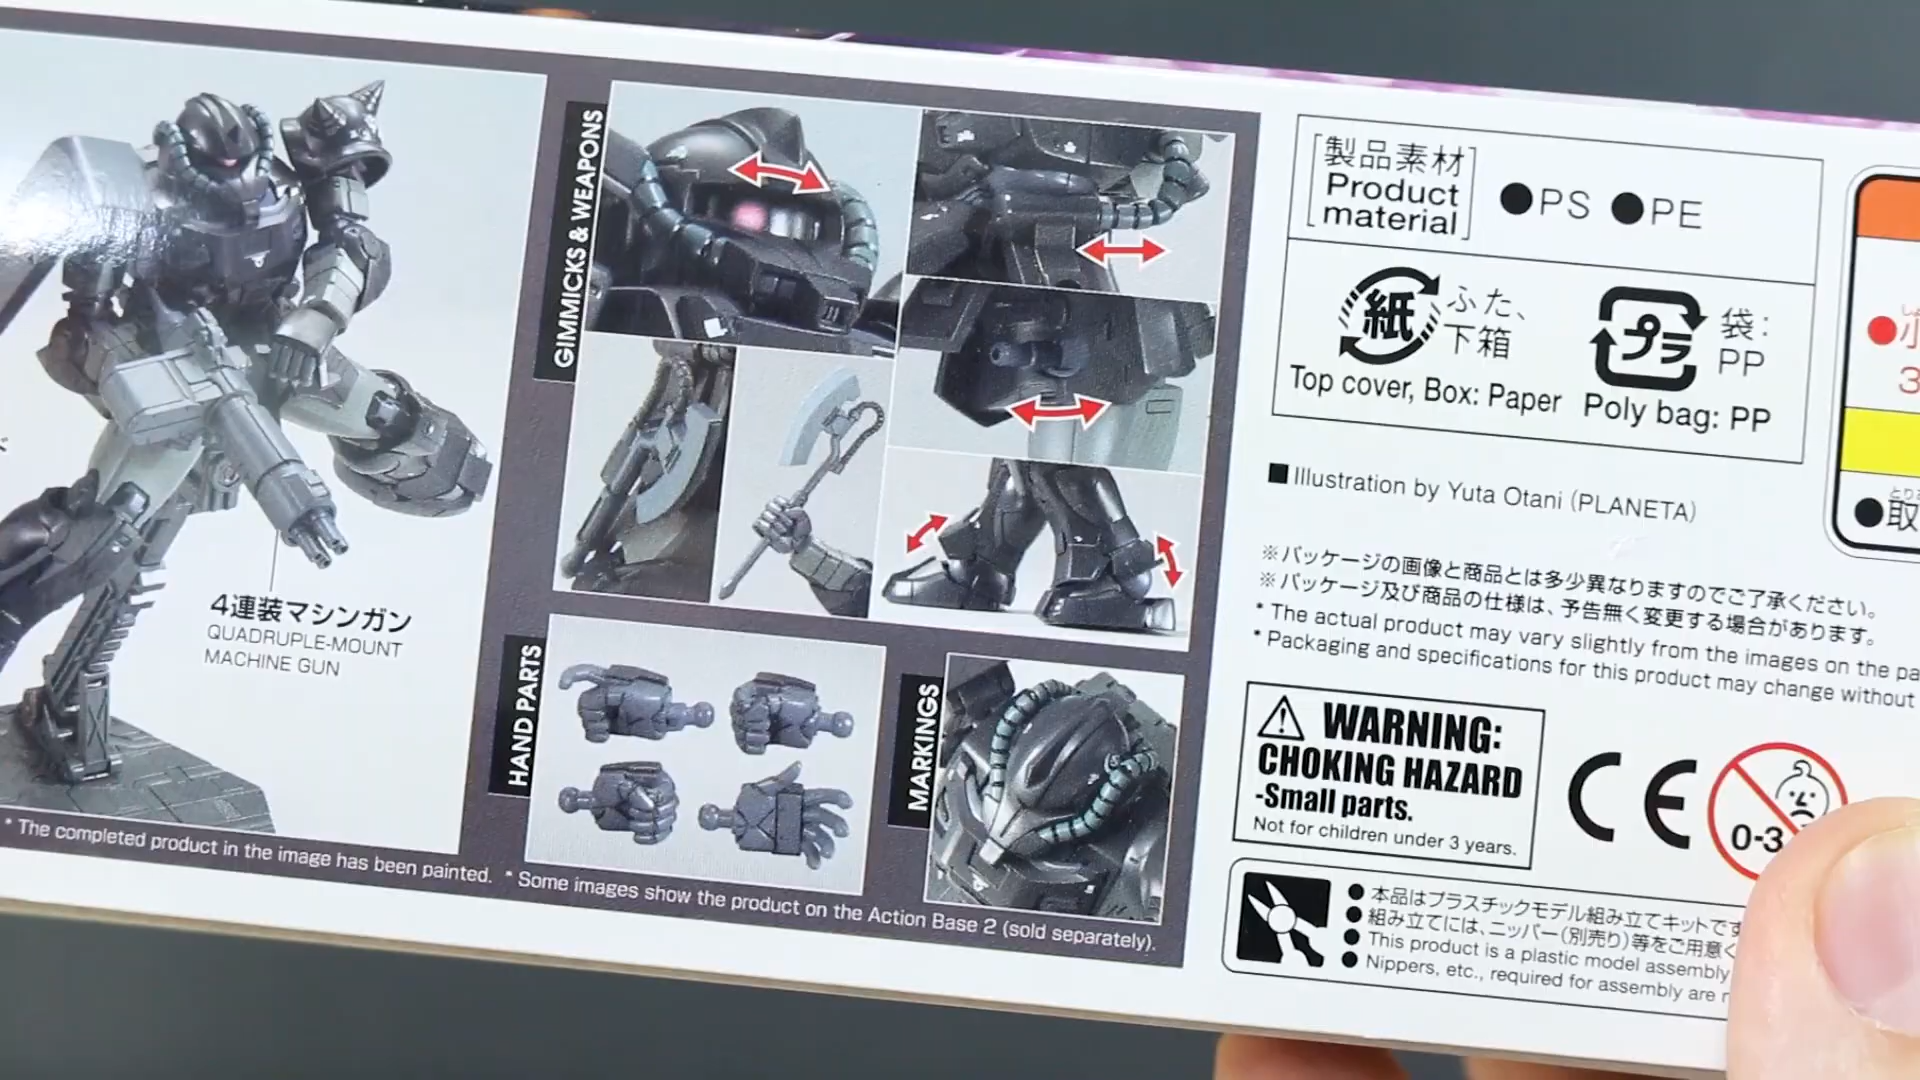 4連装マシンガン
QUADRUPLE-MOUNT
MACHINE GUN
* The completed product in the image has been painted. * Some images show the product on the Action Base 2 (sold separately).
GIMMICKS & WEAPONS
HAND PARTS
MARKINGS
[製品素材
Product
material]
●PS ●PE
紙
ふた、
下箱
Top cover, Box: Paper
プラ
袋:
PP
Poly bag: PP
■Illustration by Yuta Otani (PLANETA)
※パッケージの画像と商品とは多少異なりますのでご了承ください。
※パッケージ及び商品の仕様は、予告無く変更する場合があります。
* The actual product may vary slightly from the images on the pa
* Packaging and specifications for this product may change without
WARNING:
CHOKING HAZARD
-Small parts.
Not for children under 3 years.
CE
0-3
●本品はプラスチックモデル組み立てキットです
●組み立てには、ニッパー(別売り)等をご用意く
●This product is a plastic model assembly
●Nippers, etc., required for assembly are
●小
3
●取